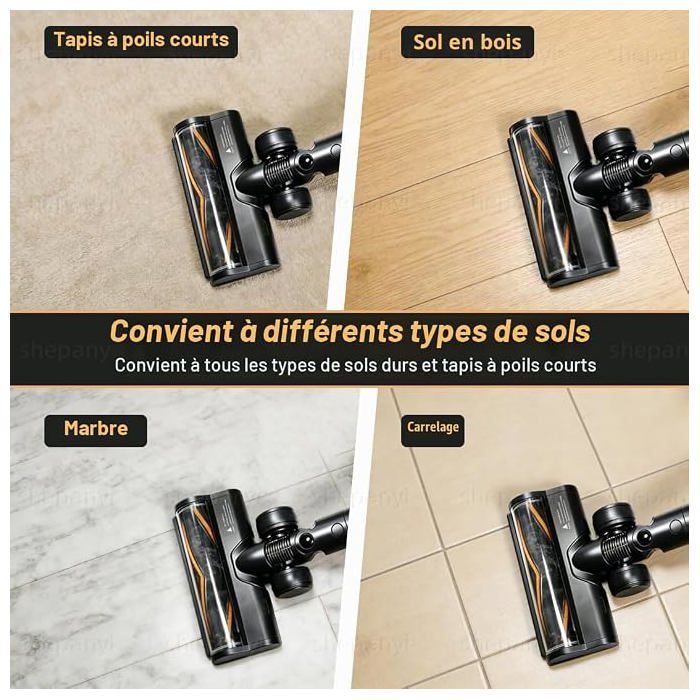 Tapis à poils courts
Sol en bois
Convient à différents types de sols
Convient à tous les types de sols durs et tapis à poils courts
Marbre
Carrelage